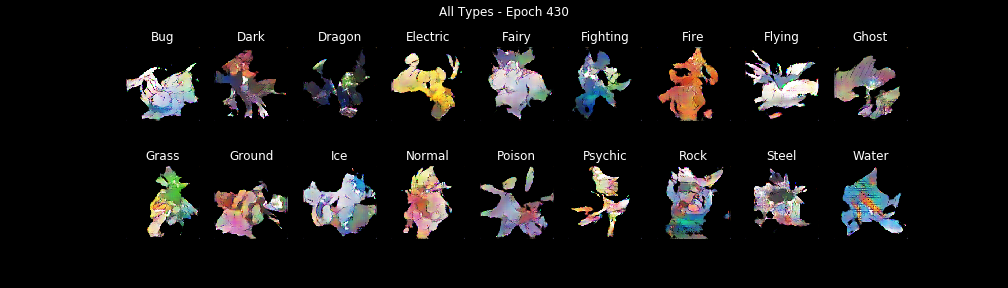 All Types - Epoch 430
Bug Dark Dragon Electric Fairy Fighting Fire Flying Ghost
Grass Ground Ice Normal Poison Psychic Rock Steel Water